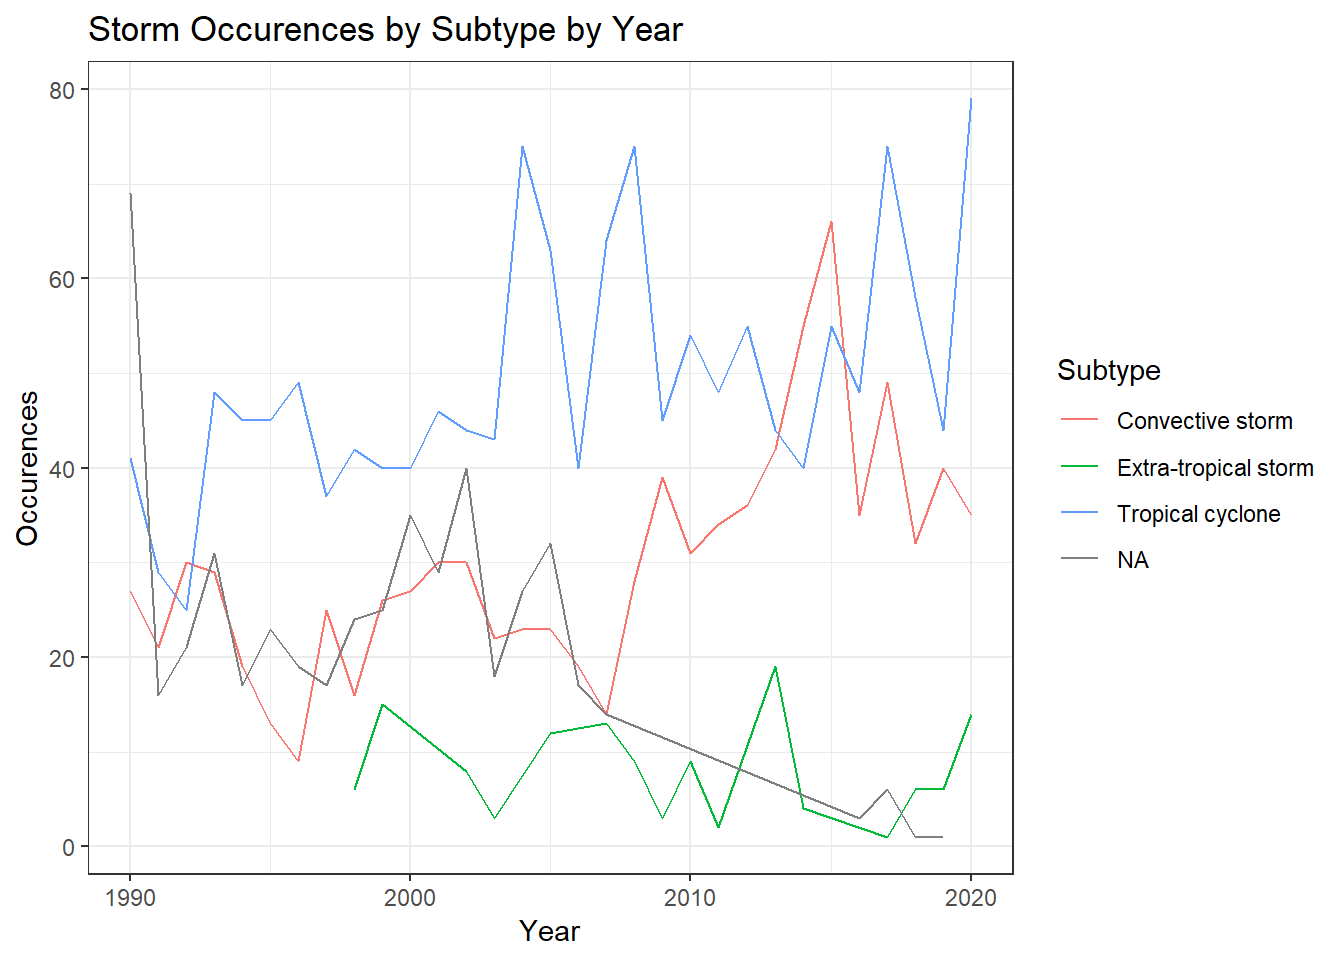 Storm Occurences by Subtype by Year
80
60
40
20
0
Occurences
1990
2000
2010
2020
Year
Subtype
Convective storm
Extra-tropical storm
Tropical cyclone
NA